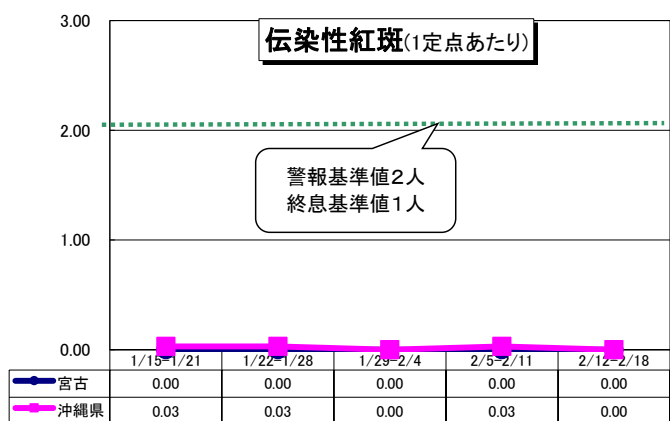 伝染性紅斑(1定点あたり)
3.00
2.00
1.00
0.00
警報基準値2人
終息基準値1人
1/15-1/21 1/22-1/28 1/29-2/4 2/5-2/11 2/12-2/18
宮古 0.00 0.00 0.00 0.00 0.00
沖縄県 0.03 0.03 0.00 0.03 0.00